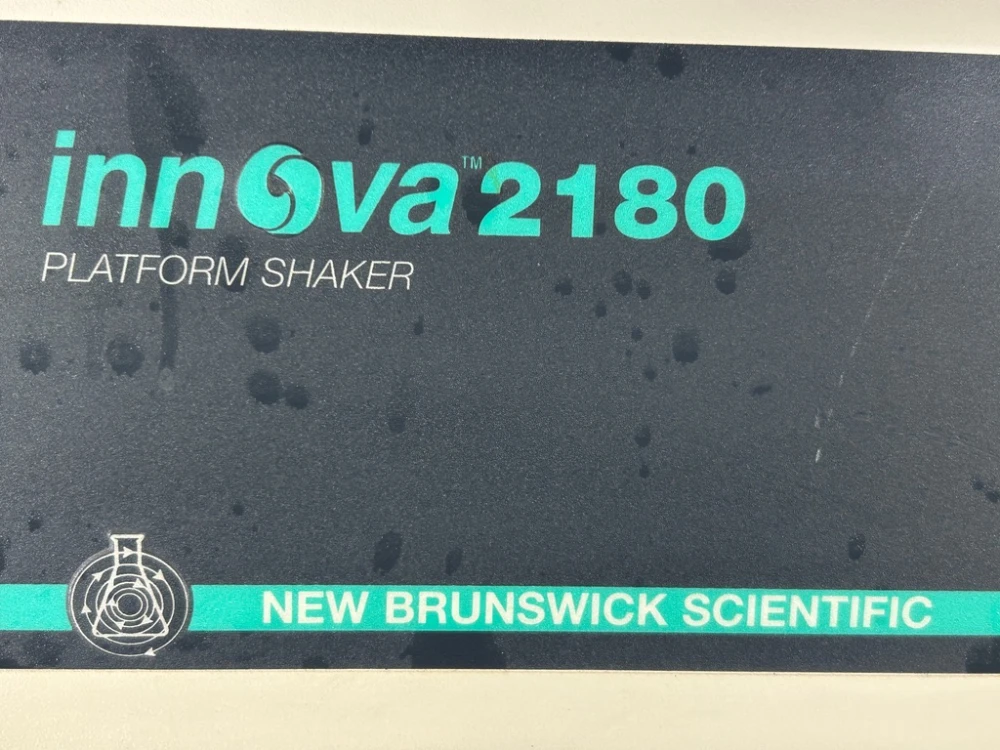 innova™2180
PLATFORM SHAKER
NEW BRUNSWICK SCIENTIFIC